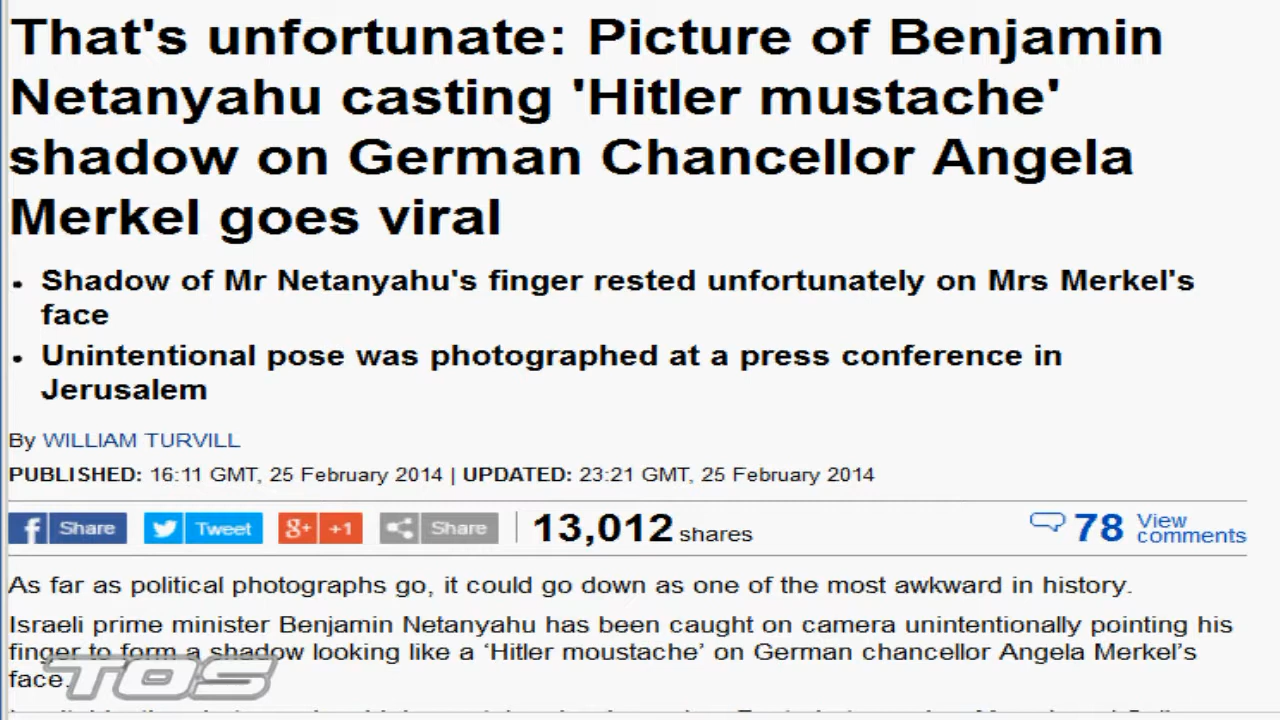 That's unfortunate: Picture of Benjamin
Netanyahu casting 'Hitler mustache'
shadow on German Chancellor Angela
Merkel goes viral
• Shadow of Mr Netanyahu's finger rested unfortunately on Mrs Merkel's
face
• Unintentional pose was photographed at a press conference in
Jerusalem
By WILLIAM TURVILL
PUBLISHED: 16:11 GMT, 25 February 2014 | UPDATED: 23:21 GMT, 25 February 2014
f Share Tweet g+ +1 Share 13,012 shares 78 View comments
As far as political photographs go, it could go down as one of the most awkward in history.
Israeli prime minister Benjamin Netanyahu has been caught on camera unintentionally pointing his
finger to form a shadow looking like a ‘Hitler moustache’ on German chancellor Angela Merkel’s
face.
TOS